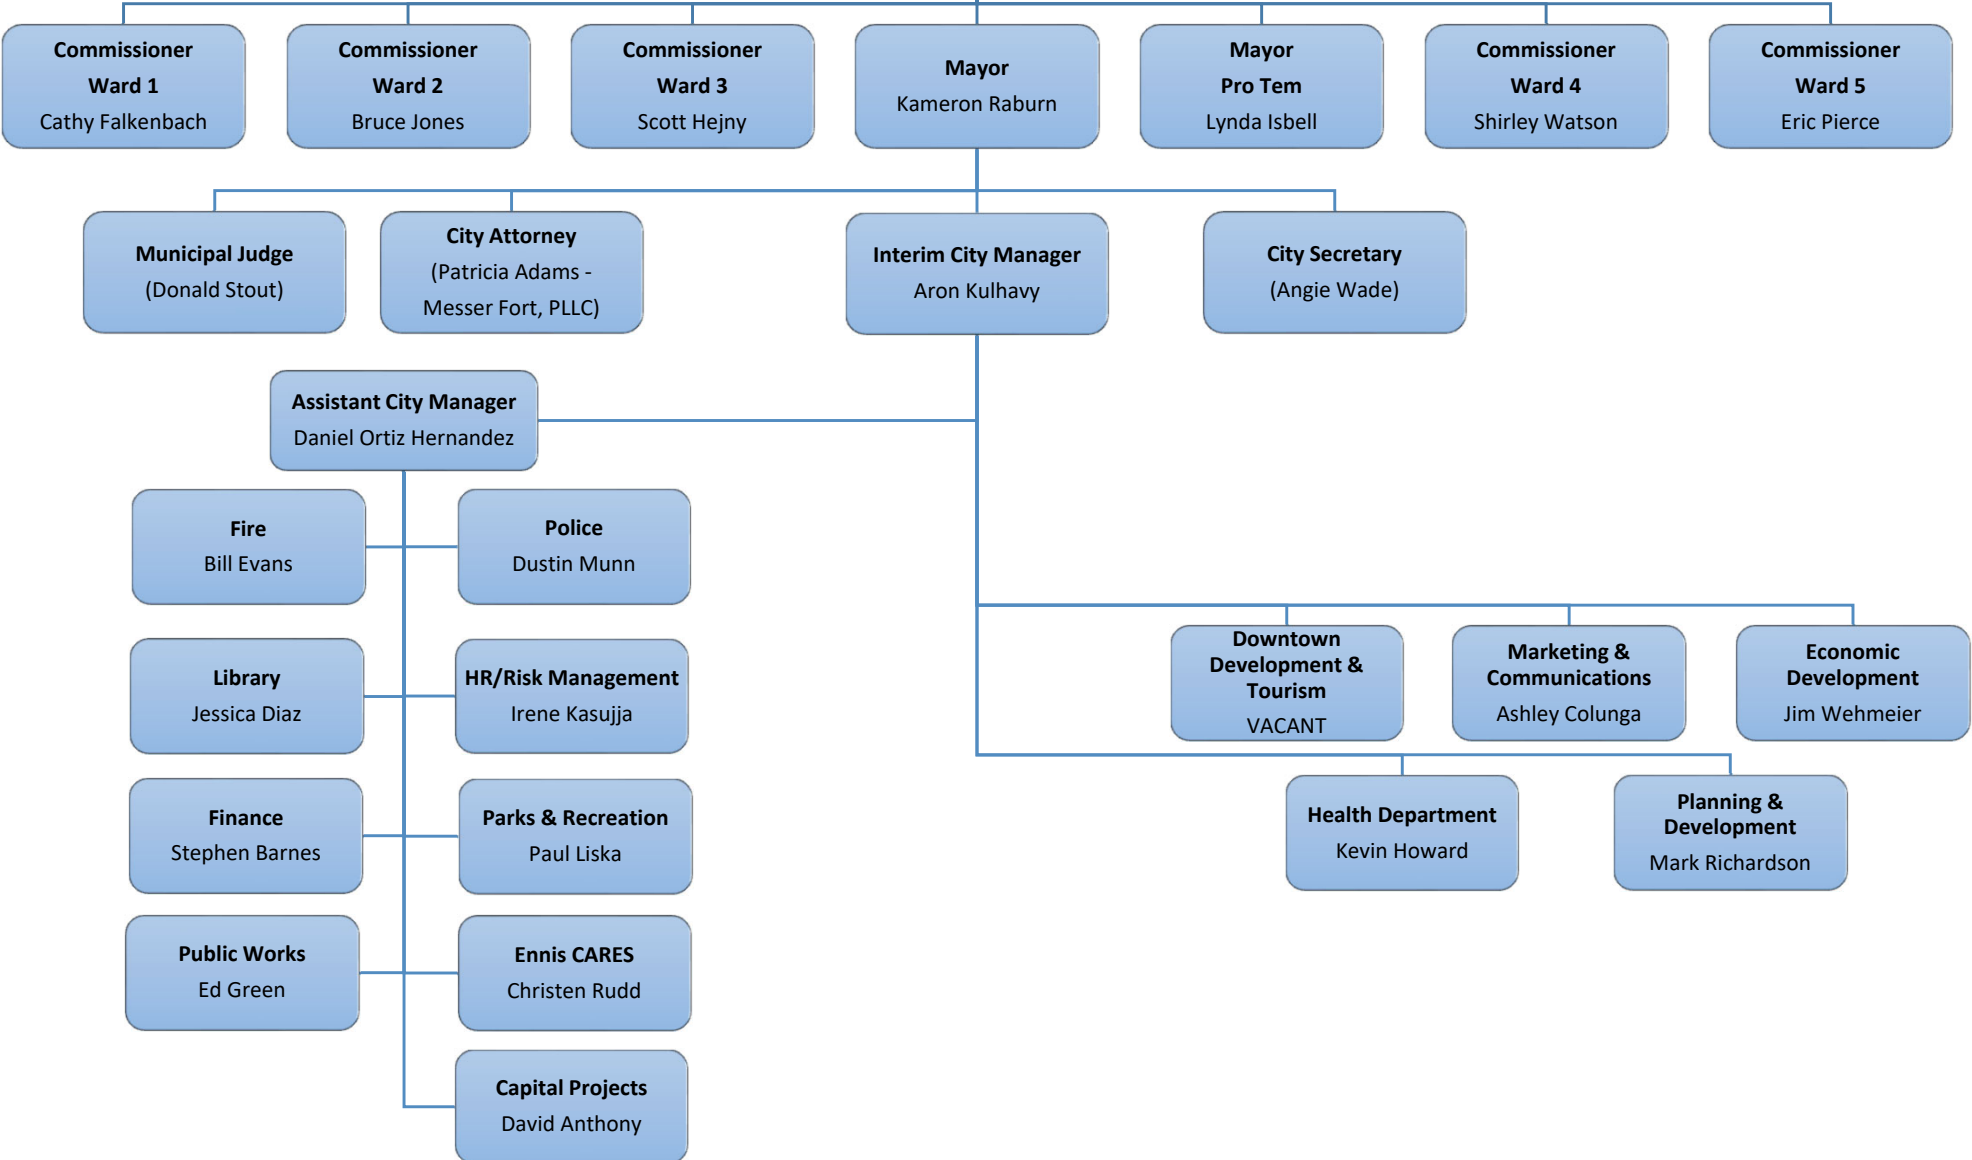 Commissioner
Ward 1
Cathy Falkenbach
Commissioner
Ward 2
Bruce Jones
Commissioner
Ward 3
Scott Hejny
Mayor
Kameron Raburn
Mayor
Pro Tem
Lynda Isbell
Commissioner
Ward 4
Shirley Watson
Commissioner
Ward 5
Eric Pierce
Municipal Judge
(Donald Stout)
City Attorney
(Patricia Adams -
Messer Fort, PLLC)
Interim City Manager
Aron Kulhavy
City Secretary
(Angie Wade)
Assistant City Manager
Daniel Ortiz Hernandez
Fire
Bill Evans
Police
Dustin Munn
Library
Jessica Diaz
HR/Risk Management
Irene Kasujja
Finance
Stephen Barnes
Parks & Recreation
Paul Liska
Public Works
Ed Green
Ennis CARES
Christen Rudd
Capital Projects
David Anthony
Downtown
Development &
Tourism
VACANT
Marketing &
Communications
Ashley Colunga
Economic
Development
Jim Wehmeier
Health Department
Kevin Howard
Planning &
Development
Mark Richardson